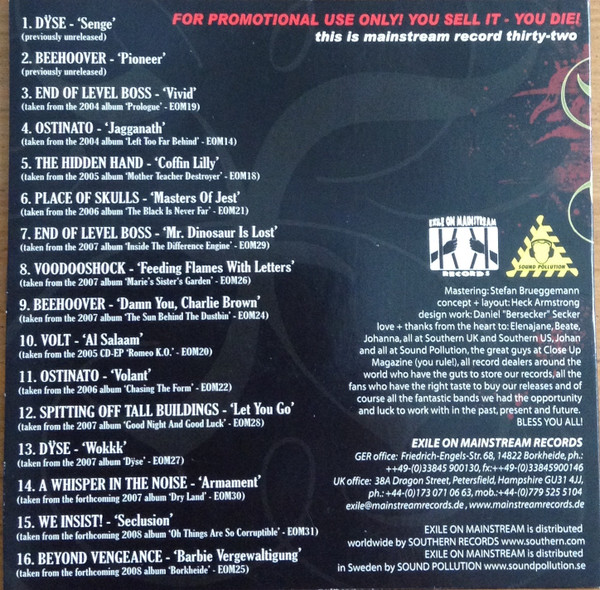 1. DŸSE - ‘Senge’
(previously unreleased)
2. BEEHOOVER - ‘Pioneer’
(previously unreleased)
3. END OF LEVEL BOSS - ‘Vivid’
(taken from the 2004 album ‘Prologue’ - EOM19)
4. OSTINATO - ‘Jagganath’
(taken from the 2004 album ‘Left Too Far Behind’ - EOM14)
5. THE HIDDEN HAND - ‘Coffin Lilly’
(taken from the 2005 album ‘Mother Teacher Destroyer’ - EOM18)
6. PLACE OF SKULLS - ‘Masters Of Jest’
(taken from the 2006 album ‘The Black Is Never Far’ - EOM21)
7. END OF LEVEL BOSS - ‘Mr. Dinosaur Is Lost’
(taken from the 2007 album ‘Inside The Difference Engine’ - EOM29)
8. VOODOOSHOCK - ‘Feeding Flames With Letters’
(taken from the 2007 album ‘Marie's Sister's Garden’ - EOM26)
9. BEEHOOVER - ‘Damn You, Charlie Brown’
(taken from the 2007 album ‘The Sun Behind The Dustbin’ - EOM24)
10. VOLT - ‘Al Salaam’
(taken from the 2005 CD-EP ‘Romeo K.O.’ - EOM20)
11. OSTINATO - ‘Volant’
(taken from the 2006 album ‘Chasing The Form’ - EOM22)
12. SPITTING OFF TALL BUILDINGS - ‘Let You Go’
(taken from the 2007 album ‘Good Night And Good Luck’ - EOM28)
13. DŸSE - ‘Wokkk’
(taken from the 2007 album ‘Dÿse’ - EOM27)
14. A WHISPER IN THE NOISE - ‘Armament’
(taken from the forthcoming 2007 album ‘Dry Land’ - EOM30)
15. WE INSIST! - ‘Seclusion’
(taken from the forthcoming 2008 album ‘Oh Things Are So Corruptible’ - EOM31)
16. BEYOND VENGEANCE - ‘Barbie Vergewaltigung’
(taken from the forthcoming 2008 album ‘Borkheide’ - EOM25)
FOR PROMOTIONAL USE ONLY! YOU SELL IT - YOU DIE!
this is mainstream record thirty-two
EXILE ON MAINSTREAM
RECORDS
SOUND POLLUTION
Mastering: Stefan Brueggemann
concept + layout: Heck Armstrong
design work: Daniel "Bersecker" Secker
love + thanks from the heart to: Elenajane, Beate,
Johanna, all at Southern UK and Southern US, Johan
and all at Sound Pollution, the great guys at Close Up
Magazine (you rule!), all record dealers around the
world who have the guts to store our records, all the
fans who have the right taste to buy our releases and of
course all the fantastic bands we had the opportunity
and luck to work with in the past, present and future.
BLESS YOU ALL!
EXILE ON MAINSTREAM RECORDS
GER office: Friedrich-Engels-Str. 68, 14822 Borkheide, ph.:
++49-(0)33845 900130, fx:++49-(0)33845900146
UK office: 38A Dragon Street, Petersfield, Hampshire GU31 4JJ,
ph.: +44-(0)173 071 06 63, mob.:+44-(0)779 525 5104
exile@mainstreamrecords.de, www.mainstreamrecords.de
EXILE ON MAINSTREAM is distributed
worldwide by SOUTHERN RECORDS www.southern.com
EXILE ON MAINSTREAM is distributed
in Sweden by SOUND POLLUTION www.soundpollution.se